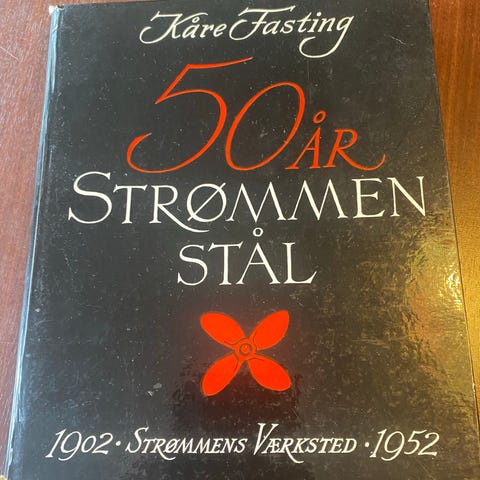 Kåre Fasting
50 ÅR
STRØMMEN
STÅL
1902 · STRØMMENS VÆRKSTED · 1952